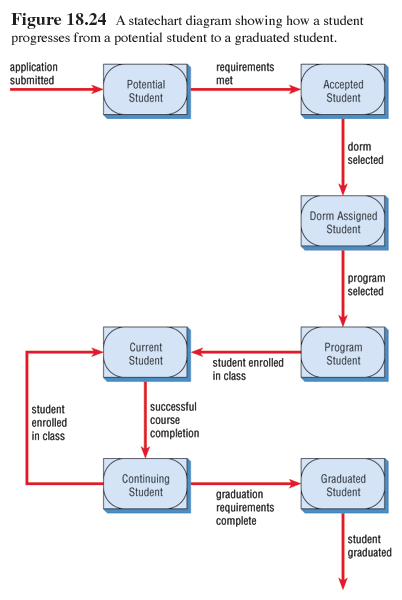 Figure 18.24 A statechart diagram showing how a student
progresses from a potential student to a graduated student.
application
submitted
Potential
Student
requirements
met
Accepted
Student
dorm
selected
Dorm Assigned
Student
program
selected
Program
Student
student enrolled
in class
Current
Student
successful
course
completion
student
enrolled
in class
Continuing
Student
graduation
requirements
complete
Graduated
Student
student
graduated